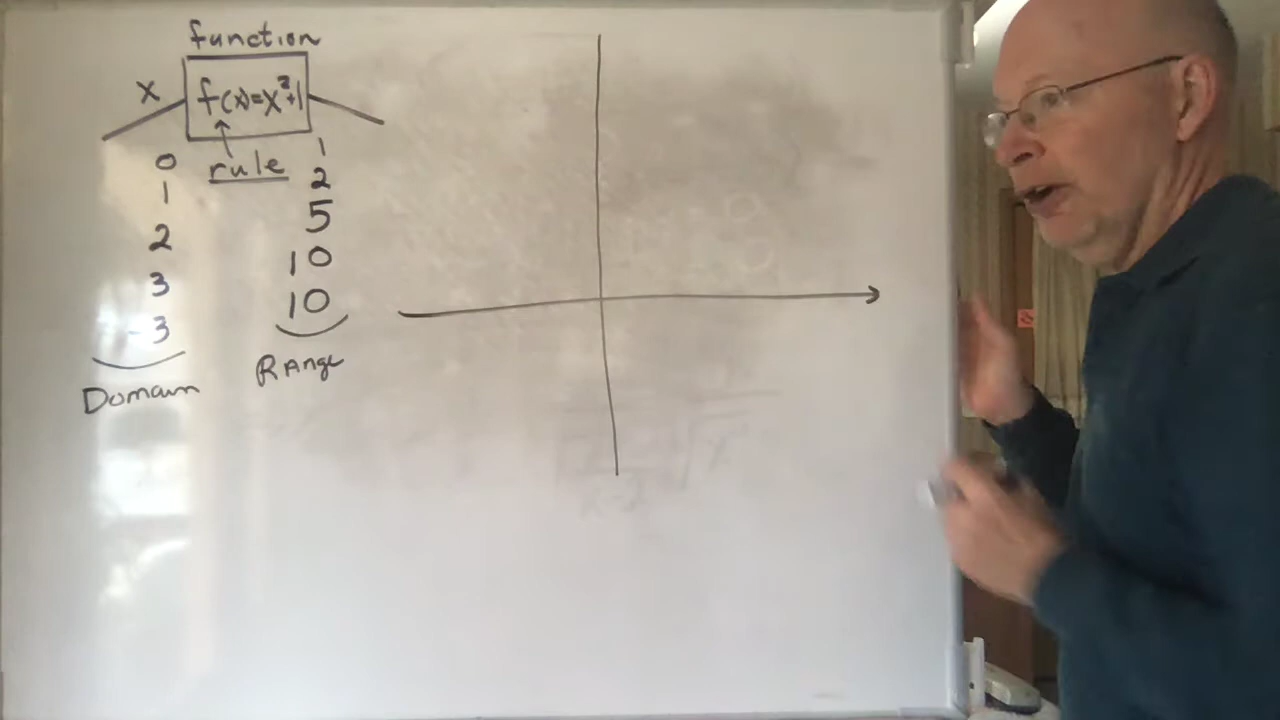 function
x
f(x)=x²+1
rule
0
1
2
3
-3
1
2
5
10
10
Domain
Range